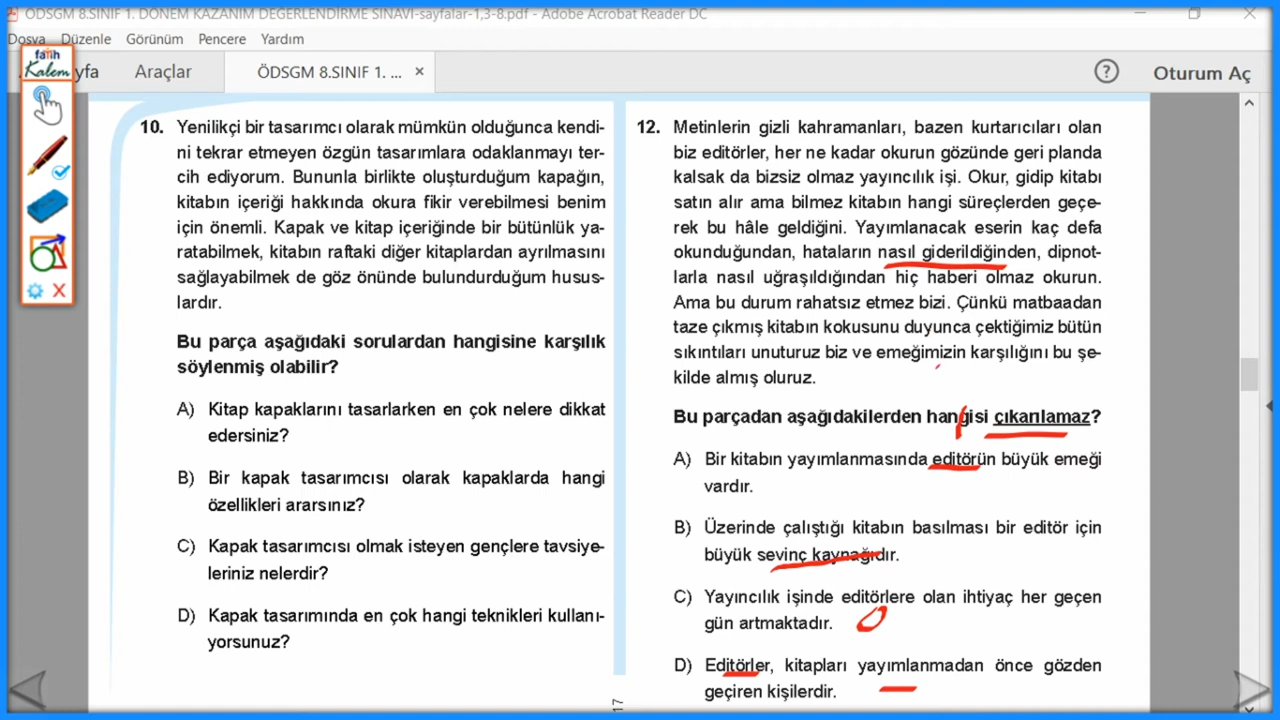 ÖDSGM 8.SINIF 1. DÖNEM KAZANIM DEĞERLENDİRME SINAVI-sayfalar-1,3-8.pdf - Adobe Acrobat Reader DC
Dosya Düzenle Görünüm Pencere Yardım
fatih
Kalem
yfa
Araçlar
ÖDSGM 8.SINIF 1. ... ×
?
Oturum Aç
10. Yenilikçi bir tasarımcı olarak mümkün olduğunca kendi-
ni tekrar etmeyen özgün tasarımlara odaklanmayı ter-
cih ediyorum. Bununla birlikte oluşturduğum kapağın,
kitabın içeriği hakkında okura fikir verebilmesi benim
için önemli. Kapak ve kitap içeriğinde bir bütünlük ya-
ratabilmek, kitabın raftaki diğer kitaplardan ayrılmasını
sağlayabilmek de göz önünde bulundurduğum husus-
lardır.
Bu parça aşağıdaki sorulardan hangisine karşılık
söylenmiş olabilir?
A) Kitap kapaklarını tasarlarken en çok nelere dikkat
edersiniz?
B) Bir kapak tasarımcısı olarak kapaklarda hangi
özellikleri ararsınız?
C) Kapak tasarımcısı olmak isteyen gençlere tavsiye-
leriniz nelerdir?
D) Kapak tasarımında en çok hangi teknikleri kullanı-
yorsunuz?
12. Metinlerin gizli kahramanları, bazen kurtarıcıları olan
biz editörler, her ne kadar okurun gözünde geri planda
kalsak da bizsiz olmaz yayıncılık işi. Okur, gidip kitabı
satın alır ama bilmez kitabın hangi süreçlerden geçe-
rek bu hâle geldiğini. Yayımlanacak eserin kaç defa
okunduğundan, hataların nasıl giderildiğinden, dipnot-
larla nasıl uğraşıldığından hiç haberi olmaz okurun.
Ama bu durum rahatsız etmez bizi. Çünkü matbaadan
taze çıkmış kitabın kokusunu duyunca çektiğimiz bütün
sıkıntıları unuturuz biz ve emeğimizin karşılığını bu şe-
kilde almış oluruz.
Bu parçadan aşağıdakilerden hangisi çıkarılamaz?
A) Bir kitabın yayımlanmasında editörün büyük emeği
vardır.
B) Üzerinde çalıştığı kitabın basılması bir editör için
büyük sevinç kaynağıdır.
C) Yayıncılık işinde editörlere olan ihtiyaç her geçen
gün artmaktadır.
D) Editörler, kitapları yayımlanmadan önce gözden
geçiren kişilerdir.
17